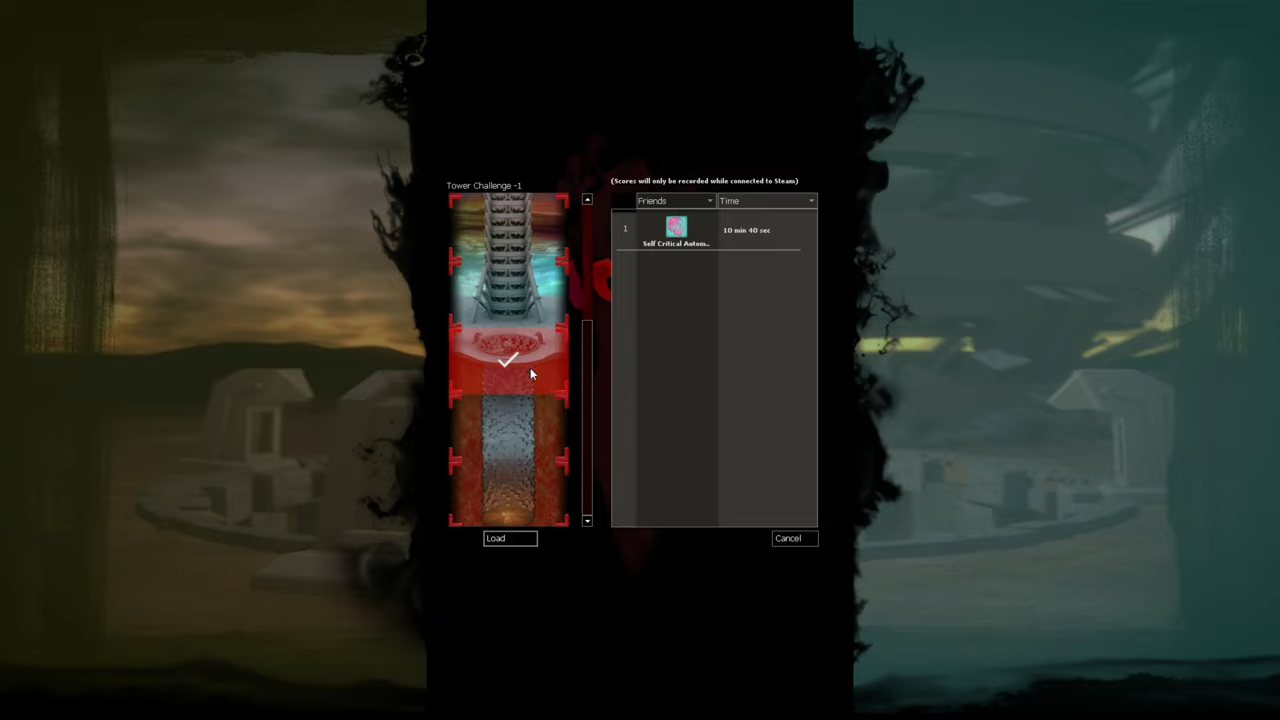 (Scores will only be recorded while connected to Steam)
Tower Challenge -1
Friends Time
1 10 min 40 sec
Self Critical Autom..
Load Cancel